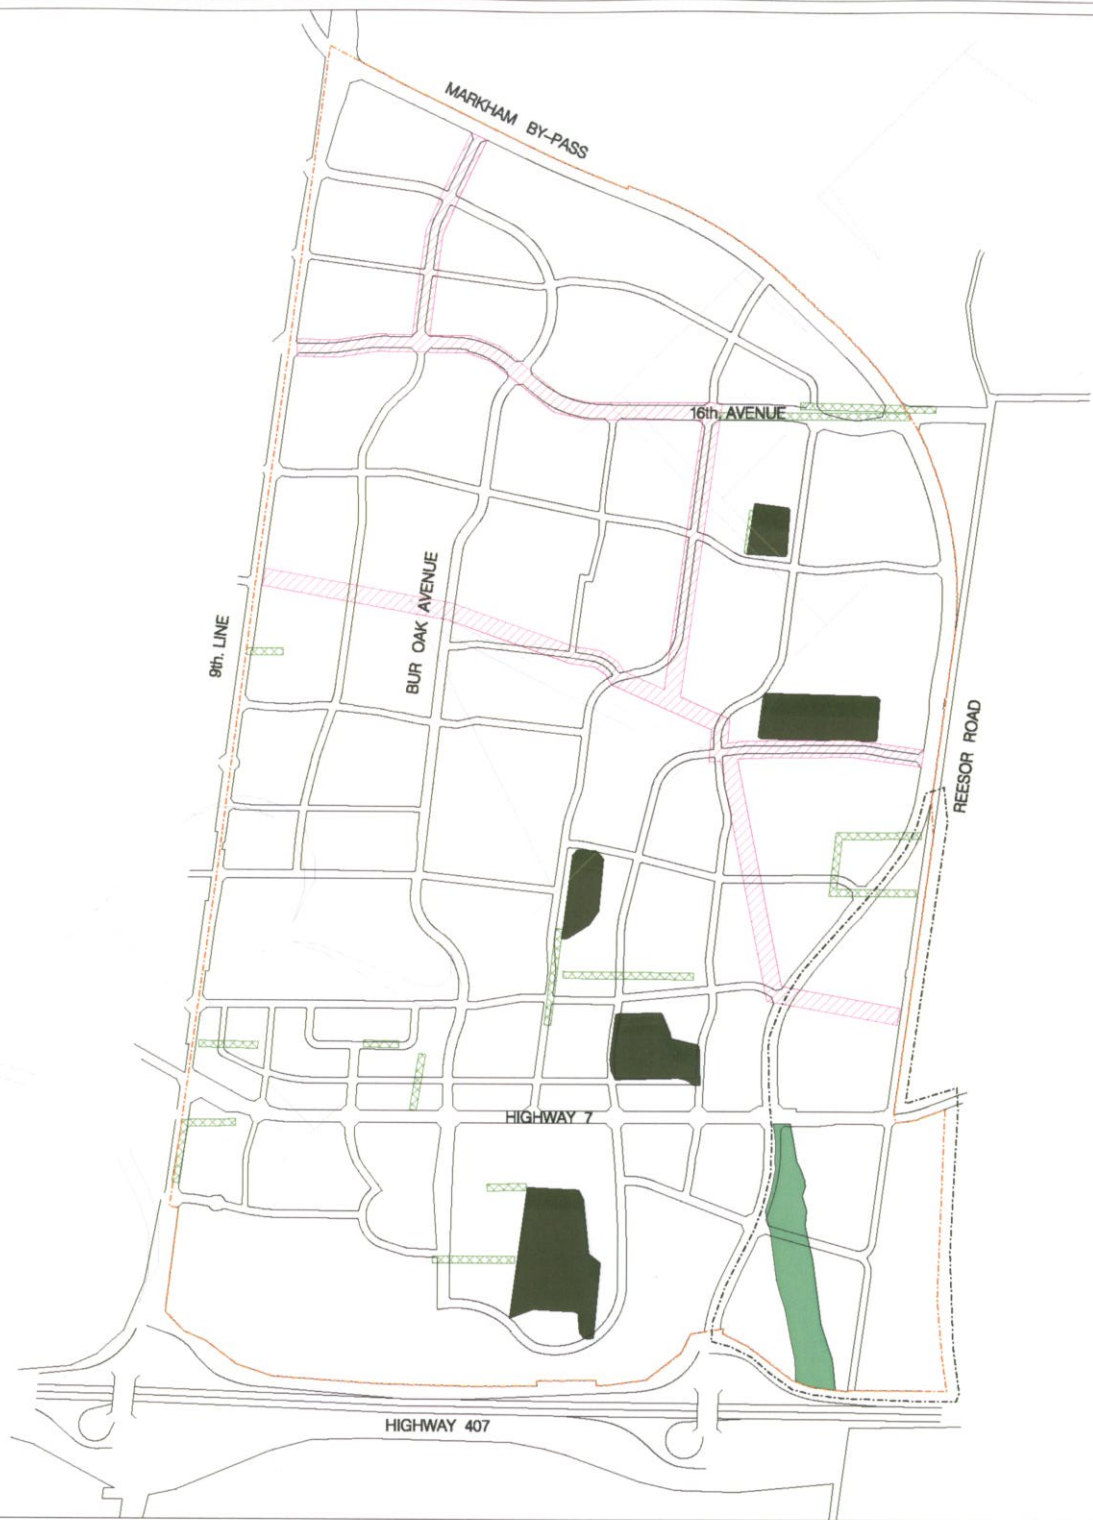 MARKHAM BY-PASS
16th. AVENUE
BUR OAK AVENUE
9th. LINE
REESOR ROAD
HIGHWAY 7
HIGHWAY 407